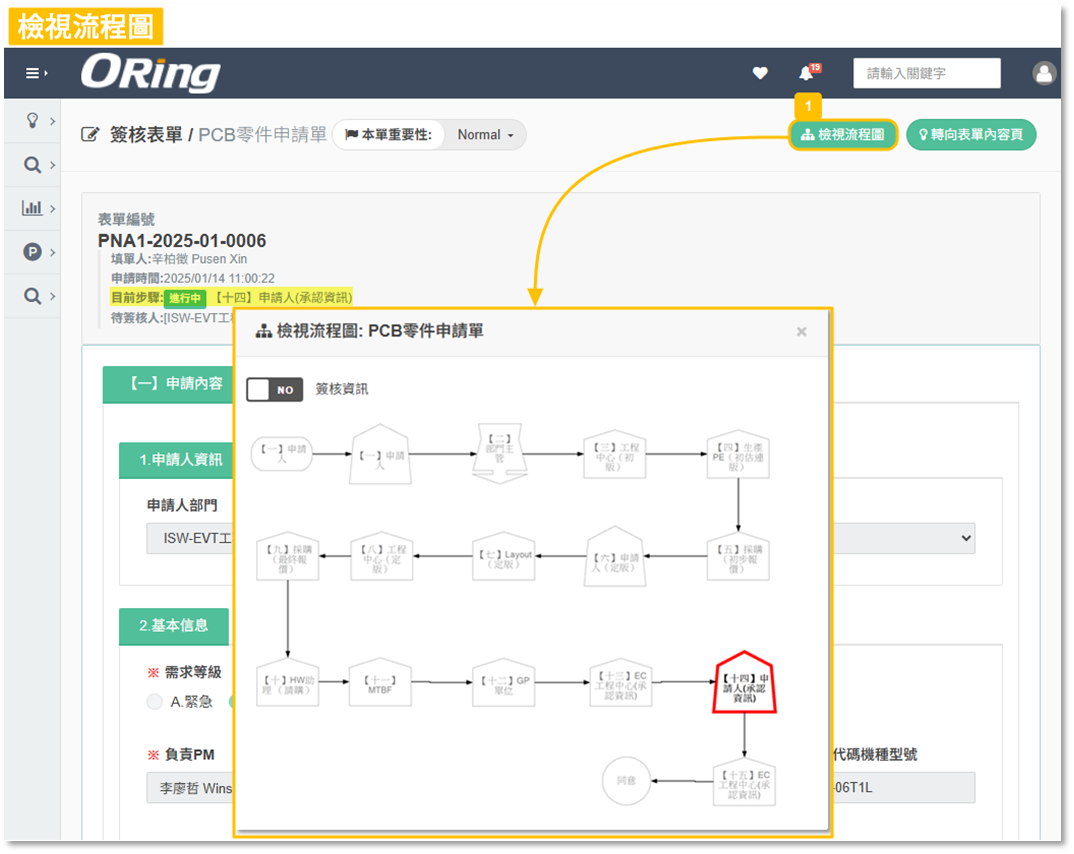 檢視流程圖
ORing
19
請輸入關鍵字
1
簽核表單 / PCB零件申請單
本單重要性:
Normal
檢視流程圖
轉向表單內容頁
P
表單編號
PNA1-2025-01-0006
填單人:辛柏徵 Pusen Xin
申請時間:2025/01/14 11:00:22
目前步驟: 進行中 【十四】申請人(承認資訊)
待簽核人:[ISW-EVT工
檢視流程圖: PCB零件申請單
×
NO
簽核資訊
【一】申請
人
【一】申請
人
【二】
部門主
管
【三】工程
中心（初
版）
【四】生產
PE（初估連
版）
【九】採購
（最終報
價）
【八】工程
中心（定
版）
【七】Layout
（定版）
【六】申請
人（定版）
【五】採購
（初步報
價）
【十】HW助
理（請購）
【十一】
MTBF
【十二】GP
單位
【十三】EC
工程中心(承
認資訊)
【十四】申
請人(承認
資訊)
同意
【十五】EC
工程中心(承
認資訊)
【一】申請內容
1.申請人資訊
申請人部門
ISW-EVT工
2.基本信息
※ 需求等級
A.緊急
※ 負責PM
李廖哲 Wins
代碼機種型號
-06T1L